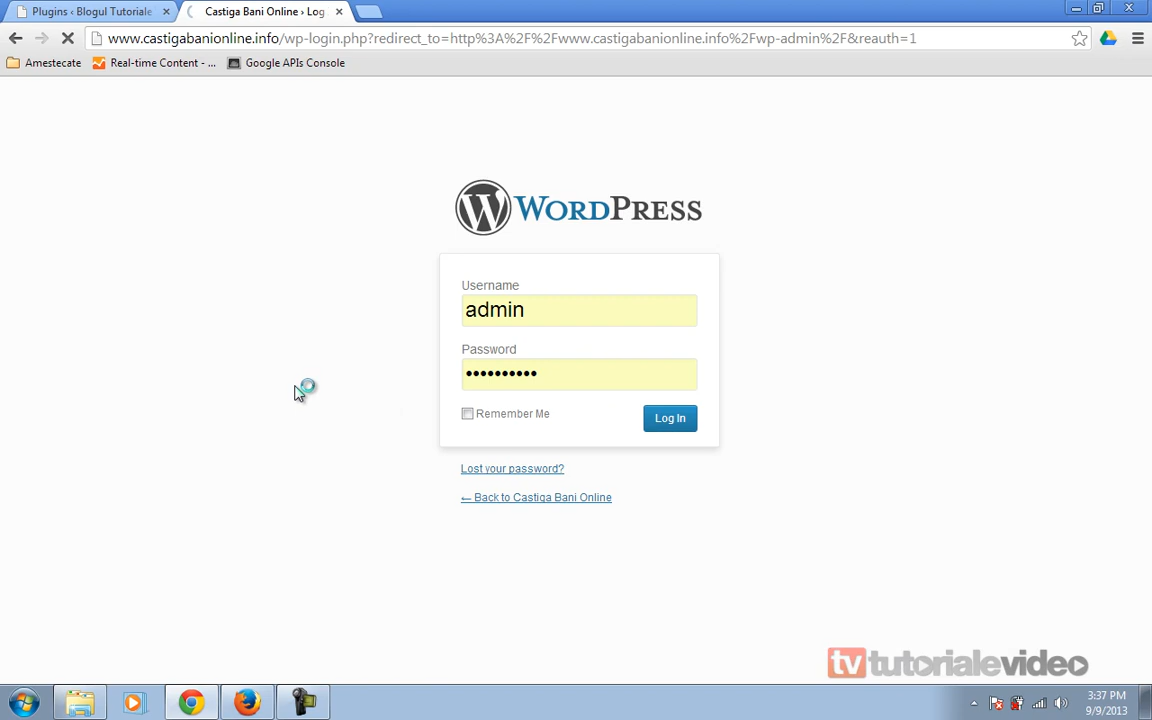 Plugins ‹ Blogul Tutoriale
Castiga Bani Online › Log
www.castigabanionline.info/wp-login.php?redirect_to=http%3A%2F%2Fwww.castigabanionline.info%2Fwp-admin%2F&reauth=1
Amestecate
Real-time Content - ...
Google APIs Console
WORDPRESS
Username
admin
Password
••••••••••
Remember Me
Log In
Lost your password?
← Back to Castiga Bani Online
tv tutorialevideo
3:37 PM
9/9/2013